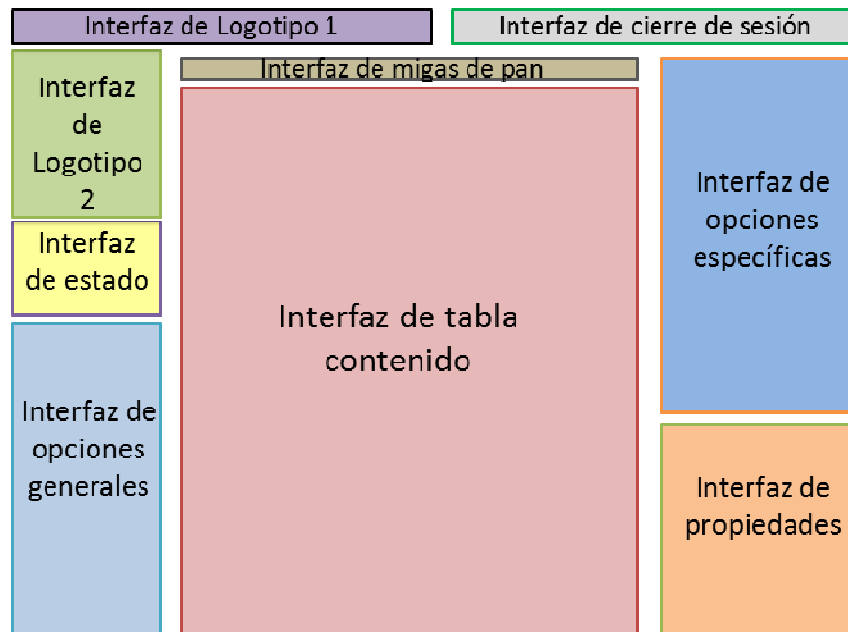 Interfaz de Logotipo 1
Interfaz de cierre de sesión
Interfaz
de
Logotipo
2
Interfaz de migas de pan
Interfaz
de estado
Interfaz de
opciones
generales
Interfaz de tabla
contenido
Interfaz de
opciones
específicas
Interfaz de
propiedades